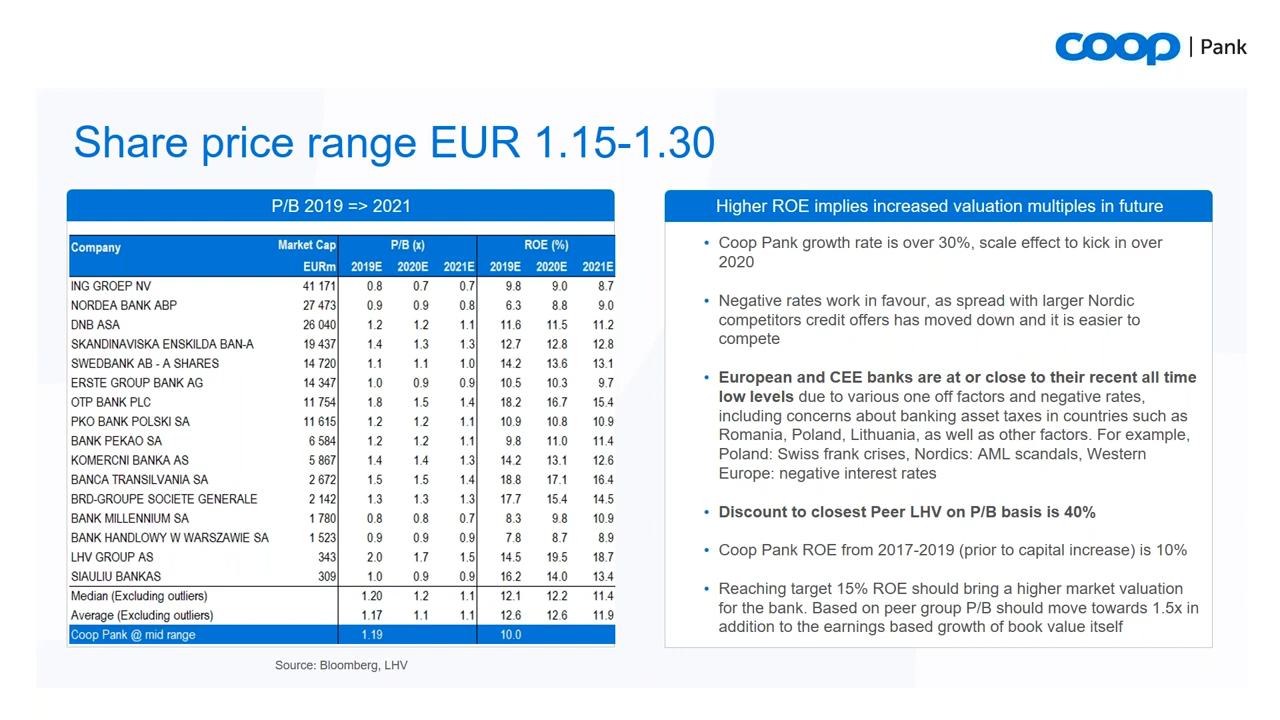 coop | Pank
Share price range EUR 1.15-1.30
P/B 2019 => 2021
Company Market Cap P/B (x) ROE (%)
EURm 2019E 2020E 2021E 2019E 2020E 2021E
ING GROEP NV 41 171 0.8 0.7 0.7 9.8 9.0 8.7
NORDEA BANK ABP 27 473 0.9 0.9 0.8 6.3 8.8 9.0
DNB ASA 26 040 1.2 1.2 1.1 11.6 11.5 11.2
SKANDINAVISKA ENSKILDA BAN-A 19 437 1.4 1.3 1.3 12.7 12.8 12.8
SWEDBANK AB - A SHARES 14 720 1.1 1.1 1.0 14.2 13.6 13.1
ERSTE GROUP BANK AG 14 347 1.0 0.9 0.9 10.5 10.3 9.7
OTP BANK PLC 11 754 1.8 1.5 1.4 18.2 16.7 15.4
PKO BANK POLSKI SA 11 615 1.2 1.2 1.1 10.9 10.8 10.9
BANK PEKAO SA 6 584 1.2 1.2 1.1 9.8 11.0 11.4
KOMERCNI BANKA AS 5 867 1.4 1.4 1.3 14.2 13.1 12.6
BANCA TRANSILVANIA SA 2 672 1.5 1.5 1.4 18.8 17.1 16.4
BRD-GROUPE SOCIETE GENERALE 2 142 1.3 1.3 1.3 17.7 15.4 14.5
BANK MILLENNIUM SA 1 780 0.8 0.8 0.7 8.3 9.8 10.9
BANK HANDLOWY W WARSZAWIE SA 1 523 0.9 0.9 0.9 7.8 8.7 8.9
LHV GROUP AS 343 2.0 1.7 1.5 14.5 19.5 18.7
SIAULIU BANKAS 309 1.0 0.9 0.9 16.2 14.0 13.4
Median (Excluding outliers) 1.20 1.2 1.1 12.1 12.2 11.4
Average (Excluding outliers) 1.17 1.1 1.1 12.6 12.6 11.9
Coop Pank @ mid range 1.19 10.0
Source: Bloomberg, LHV
Higher ROE implies increased valuation multiples in future
• Coop Pank growth rate is over 30%, scale effect to kick in over
2020
• Negative rates work in favour, as spread with larger Nordic
competitors credit offers has moved down and it is easier to
compete
• European and CEE banks are at or close to their recent all time
low levels due to various one off factors and negative rates,
including concerns about banking asset taxes in countries such as
Romania, Poland, Lithuania, as well as other factors. For example,
Poland: Swiss frank crises, Nordics: AML scandals, Western
Europe: negative interest rates
• Discount to closest Peer LHV on P/B basis is 40%
• Coop Pank ROE from 2017-2019 (prior to capital increase) is 10%
• Reaching target 15% ROE should bring a higher market valuation
for the bank. Based on peer group P/B should move towards 1.5x in
addition to the earnings based growth of book value itself